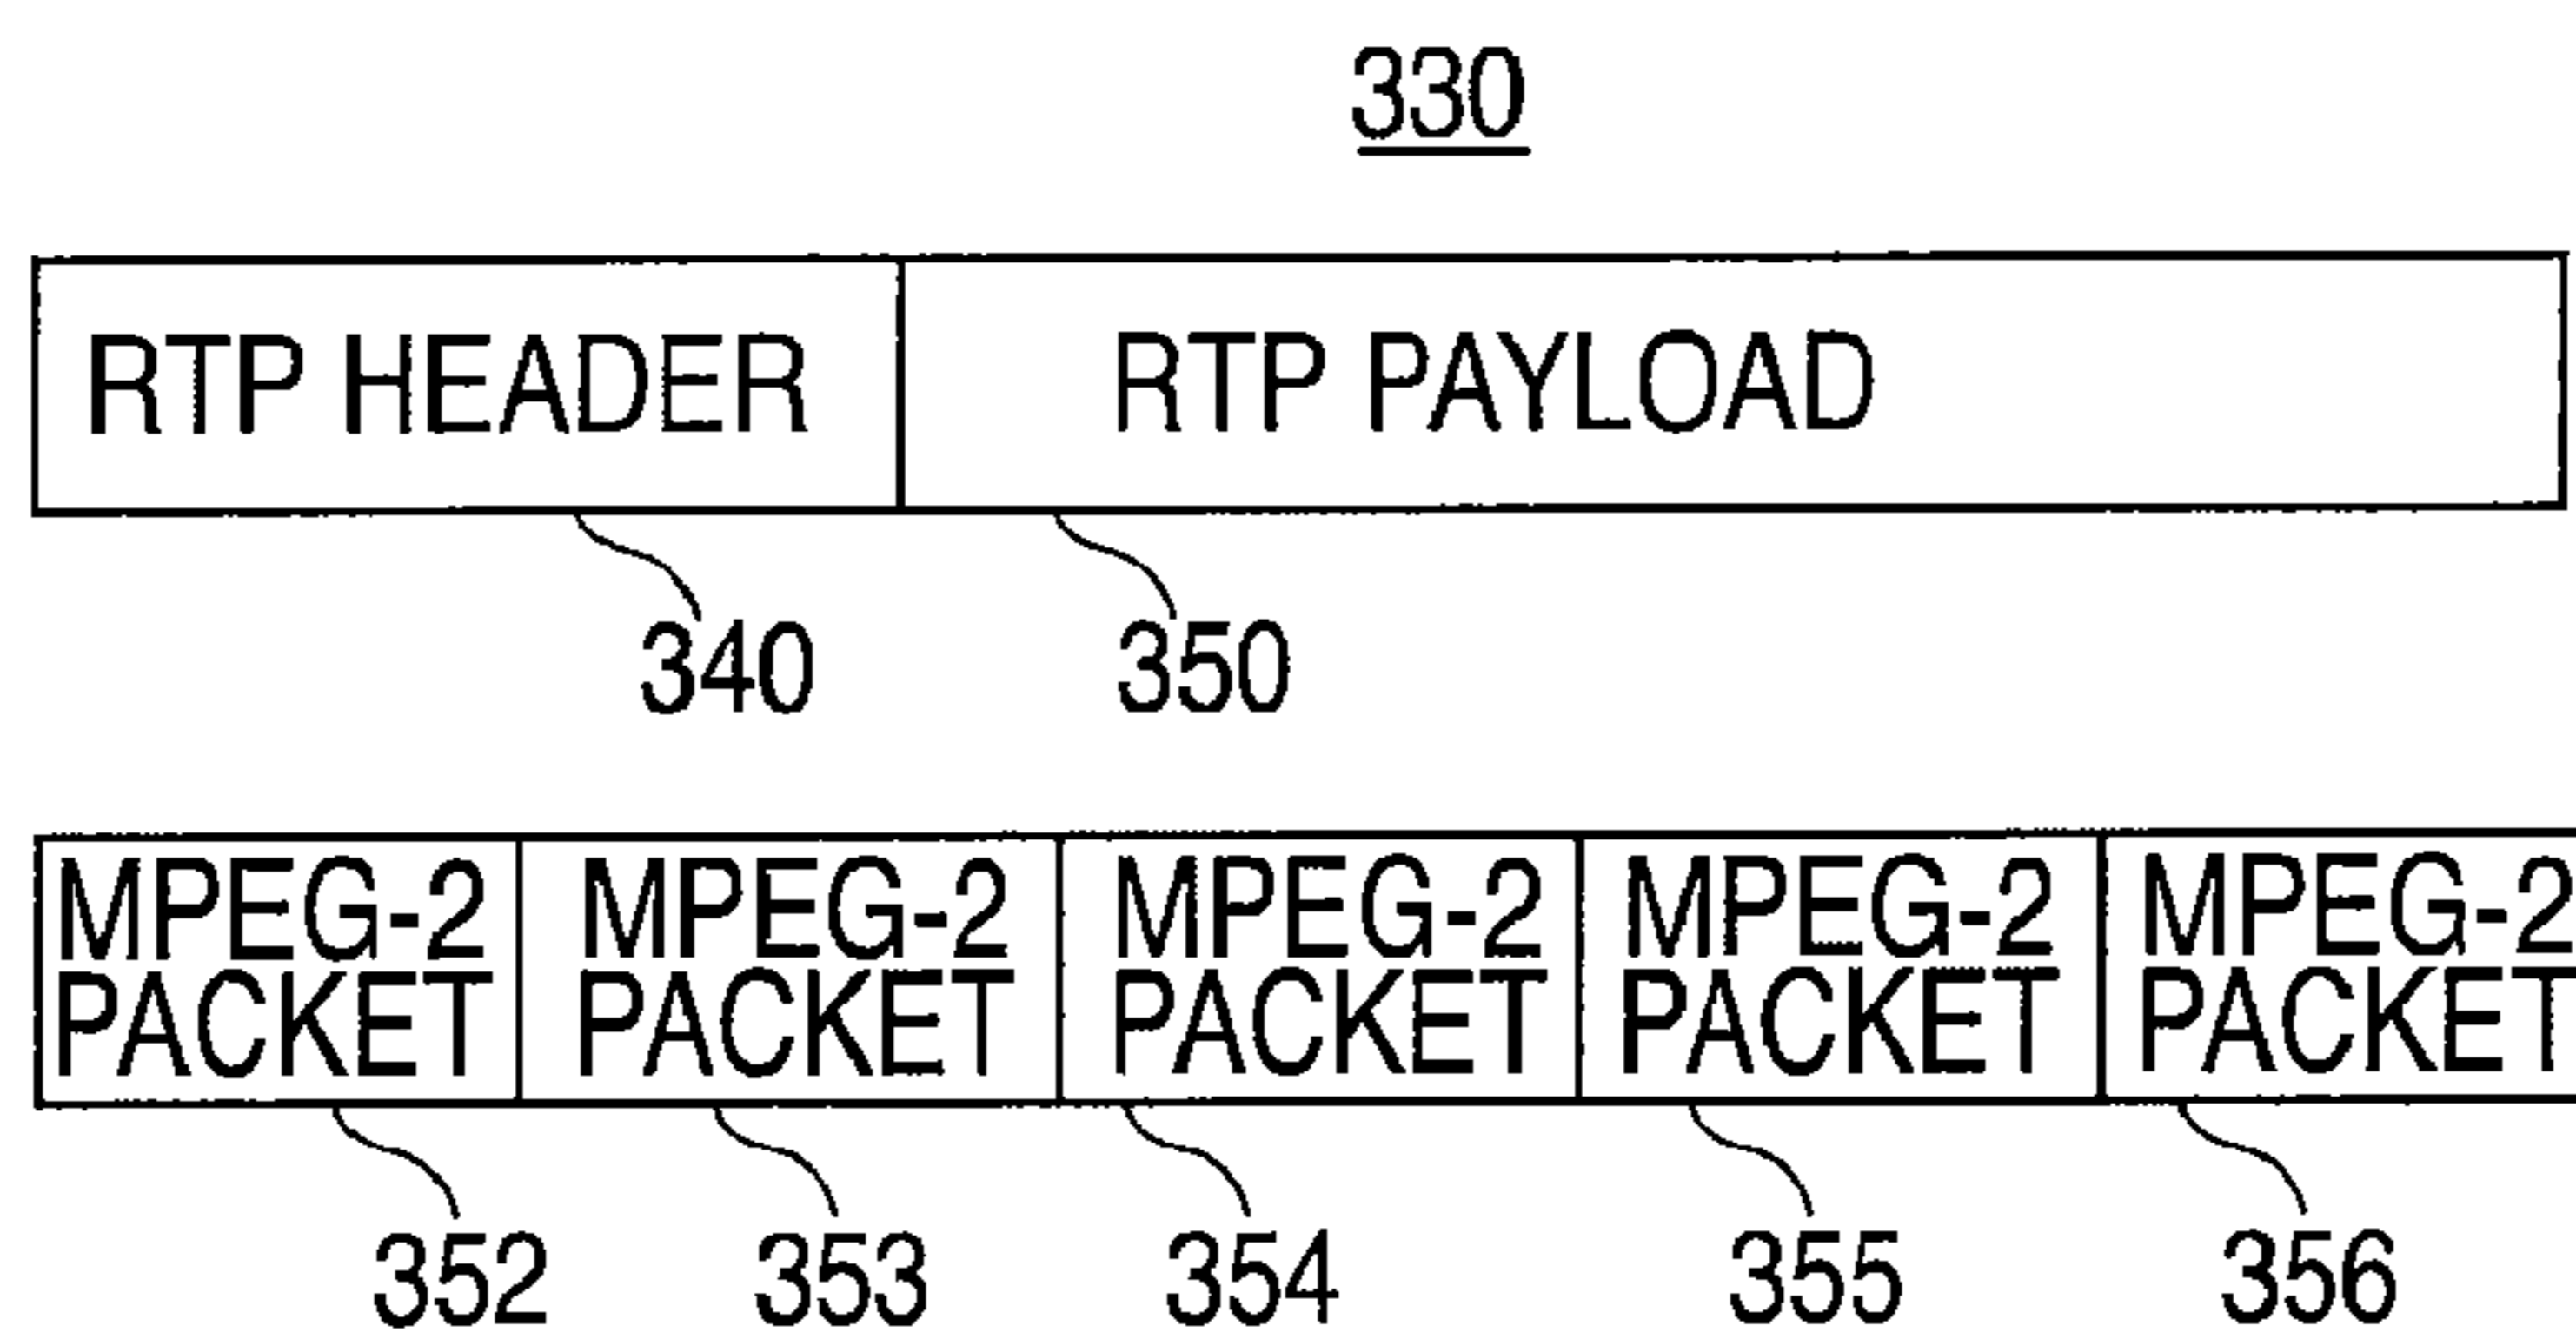 330
RTP HEADER RTP PAYLOAD
340 350
MPEG-2 MPEG-2 MPEG-2 MPEG-2 MPEG-2
PACKET PACKET PACKET PACKET PACKET
352 353 354 355 356